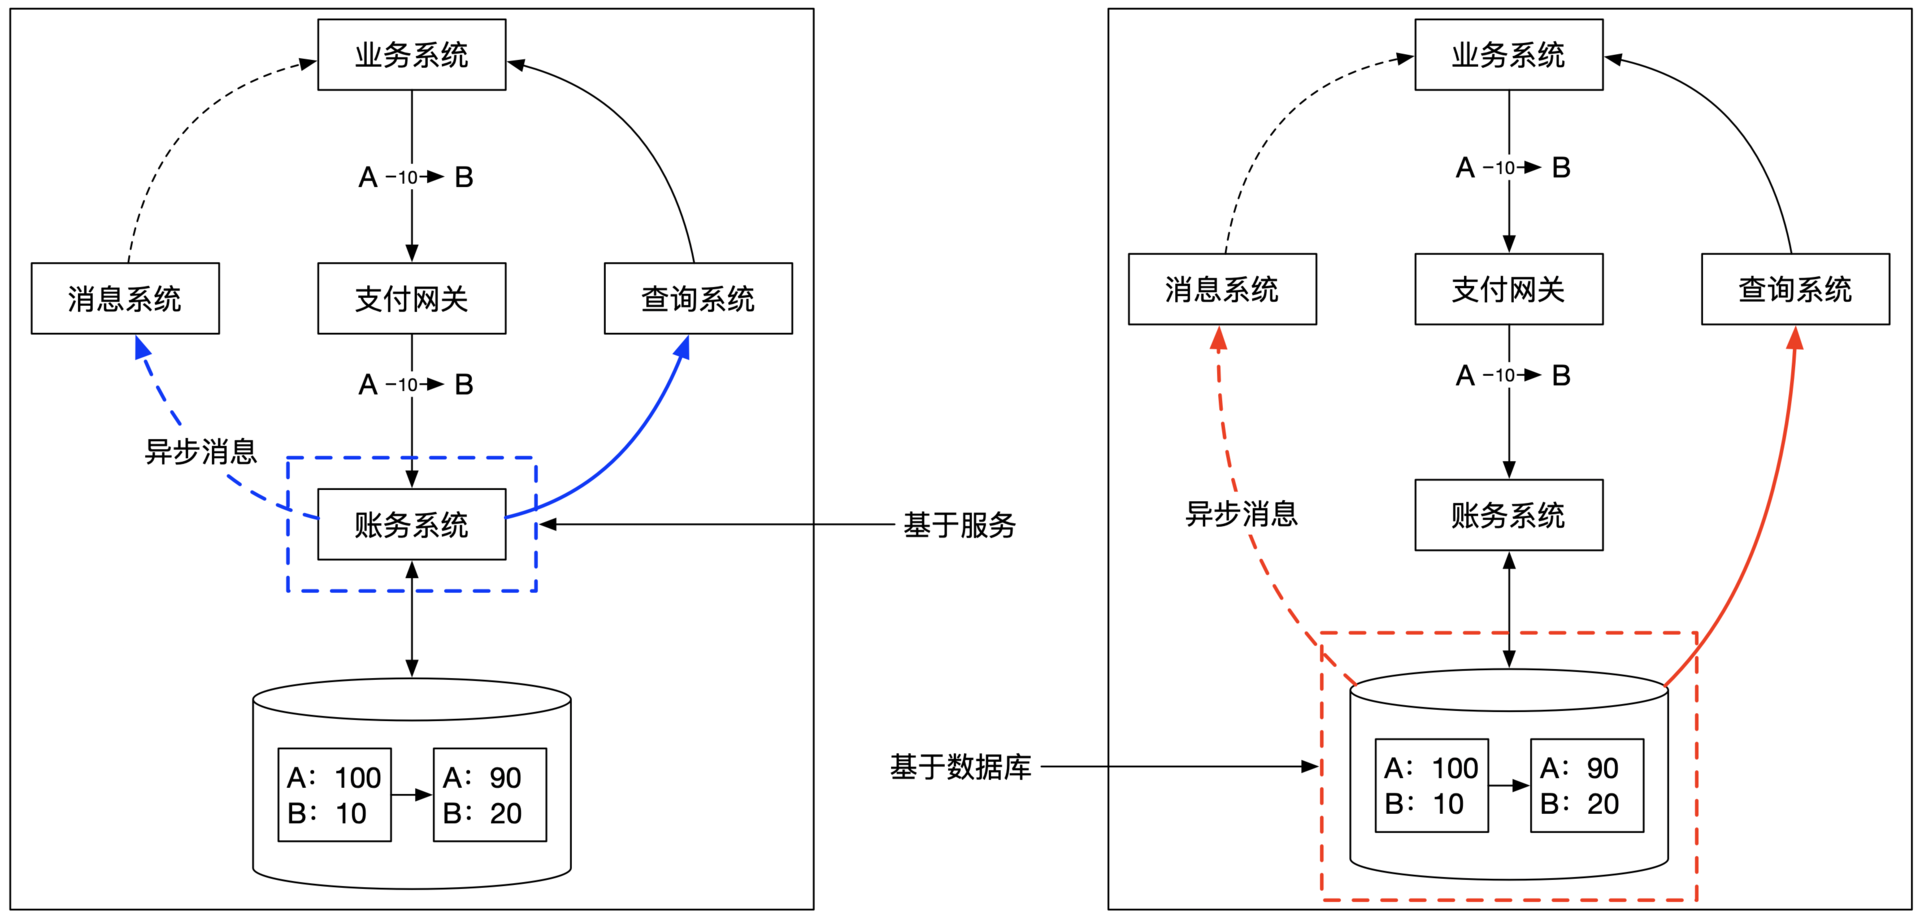 业务系统
A –10→ B
消息系统
支付网关
查询系统
A –10→ B
异步消息
账务系统
基于服务
A：100
B：10
A：90
B：20
业务系统
A –10→ B
消息系统
支付网关
查询系统
A –10→ B
异步消息
账务系统
基于数据库
A：100
B：10
A：90
B：20